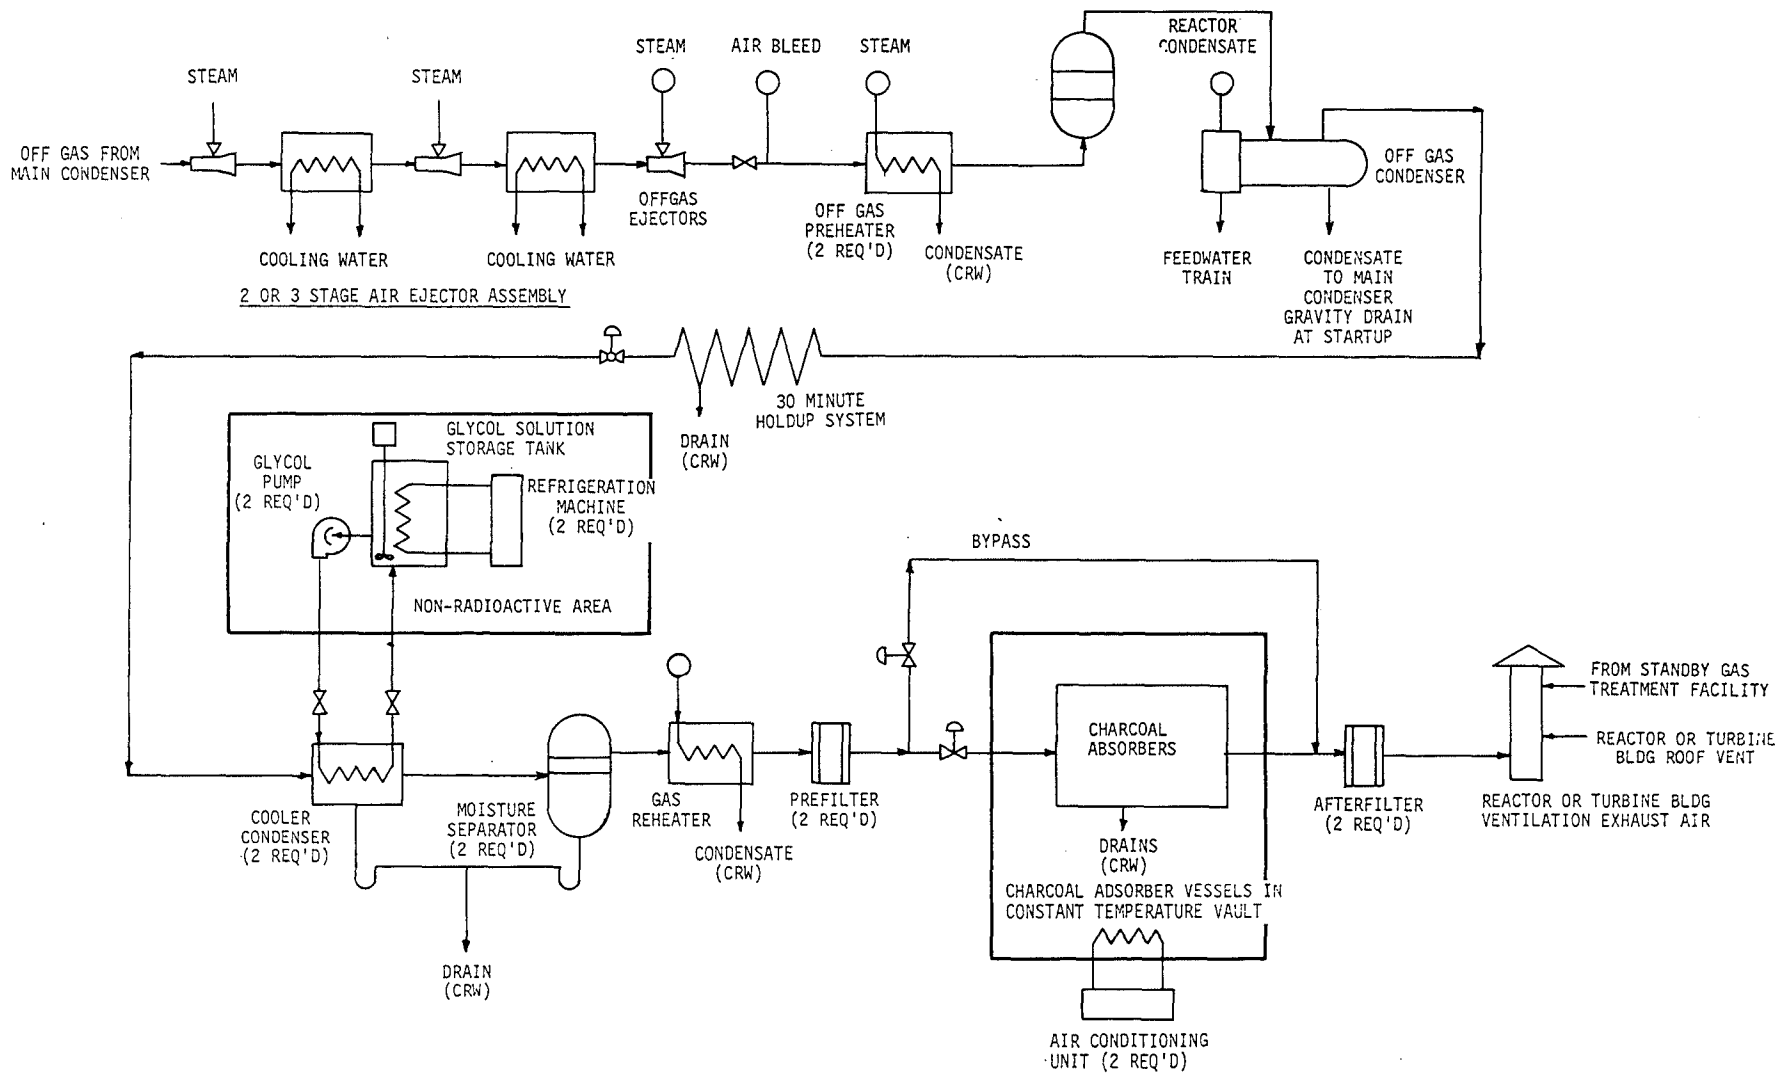 STEAM
AIR BLEED
STEAM
REACTOR
CONDENSATE
STEAM
STEAM
OFF GAS FROM
MAIN CONDENSER
OFF GAS
CONDENSER
OFFGAS
EJECTORS
OFF GAS
PREHEATER
(2 REQ'D)
COOLING WATER
COOLING WATER
CONDENSATE
(CRW)
FEEDWATER
TRAIN
CONDENSATE
TO MAIN
CONDENSER
GRAVITY DRAIN
AT STARTUP
2 OR 3 STAGE AIR EJECTOR ASSEMBLY
30 MINUTE
HOLDUP SYSTEM
DRAIN
(CRW)
GLYCOL SOLUTION
STORAGE TANK
GLYCOL
PUMP
(2 REQ'D)
REFRIGERATION
MACHINE
(2 REQ'D)
NON-RADIOACTIVE AREA
BYPASS
FROM STANDBY GAS
TREATMENT FACILITY
CHARCOAL
ABSORBERS
REACTOR OR TURBINE
BLDG ROOF VENT
COOLER
CONDENSER
(2 REQ'D)
MOISTURE
SEPARATOR
(2 REQ'D)
GAS
REHEATER
PREFILTER
(2 REQ'D)
AFTERFILTER
(2 REQ'D)
REACTOR OR TURBINE BLDG
VENTILATION EXHAUST AIR
CONDENSATE
(CRW)
DRAINS
(CRW)
CHARCOAL ADSORBER VESSELS IN
CONSTANT TEMPERATURE VAULT
DRAIN
(CRW)
AIR CONDITIONING
UNIT (2 REQ'D)